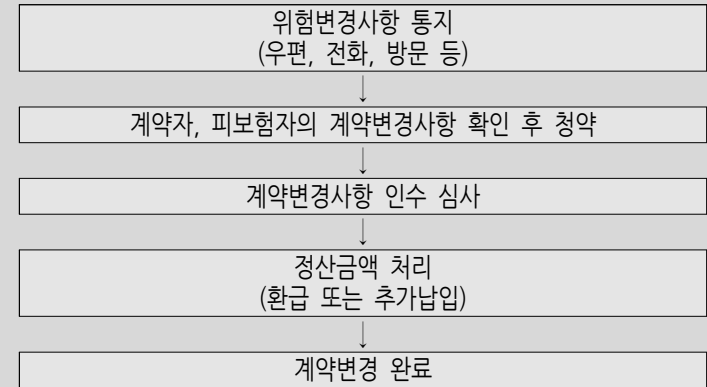 위험변경사항 통지
(우편, 전화, 방문 등)
↓
계약자, 피보험자의 계약변경사항 확인 후 청약
↓
계약변경사항 인수 심사
↓
정산금액 처리
(환급 또는 추가납입)
↓
계약변경 완료